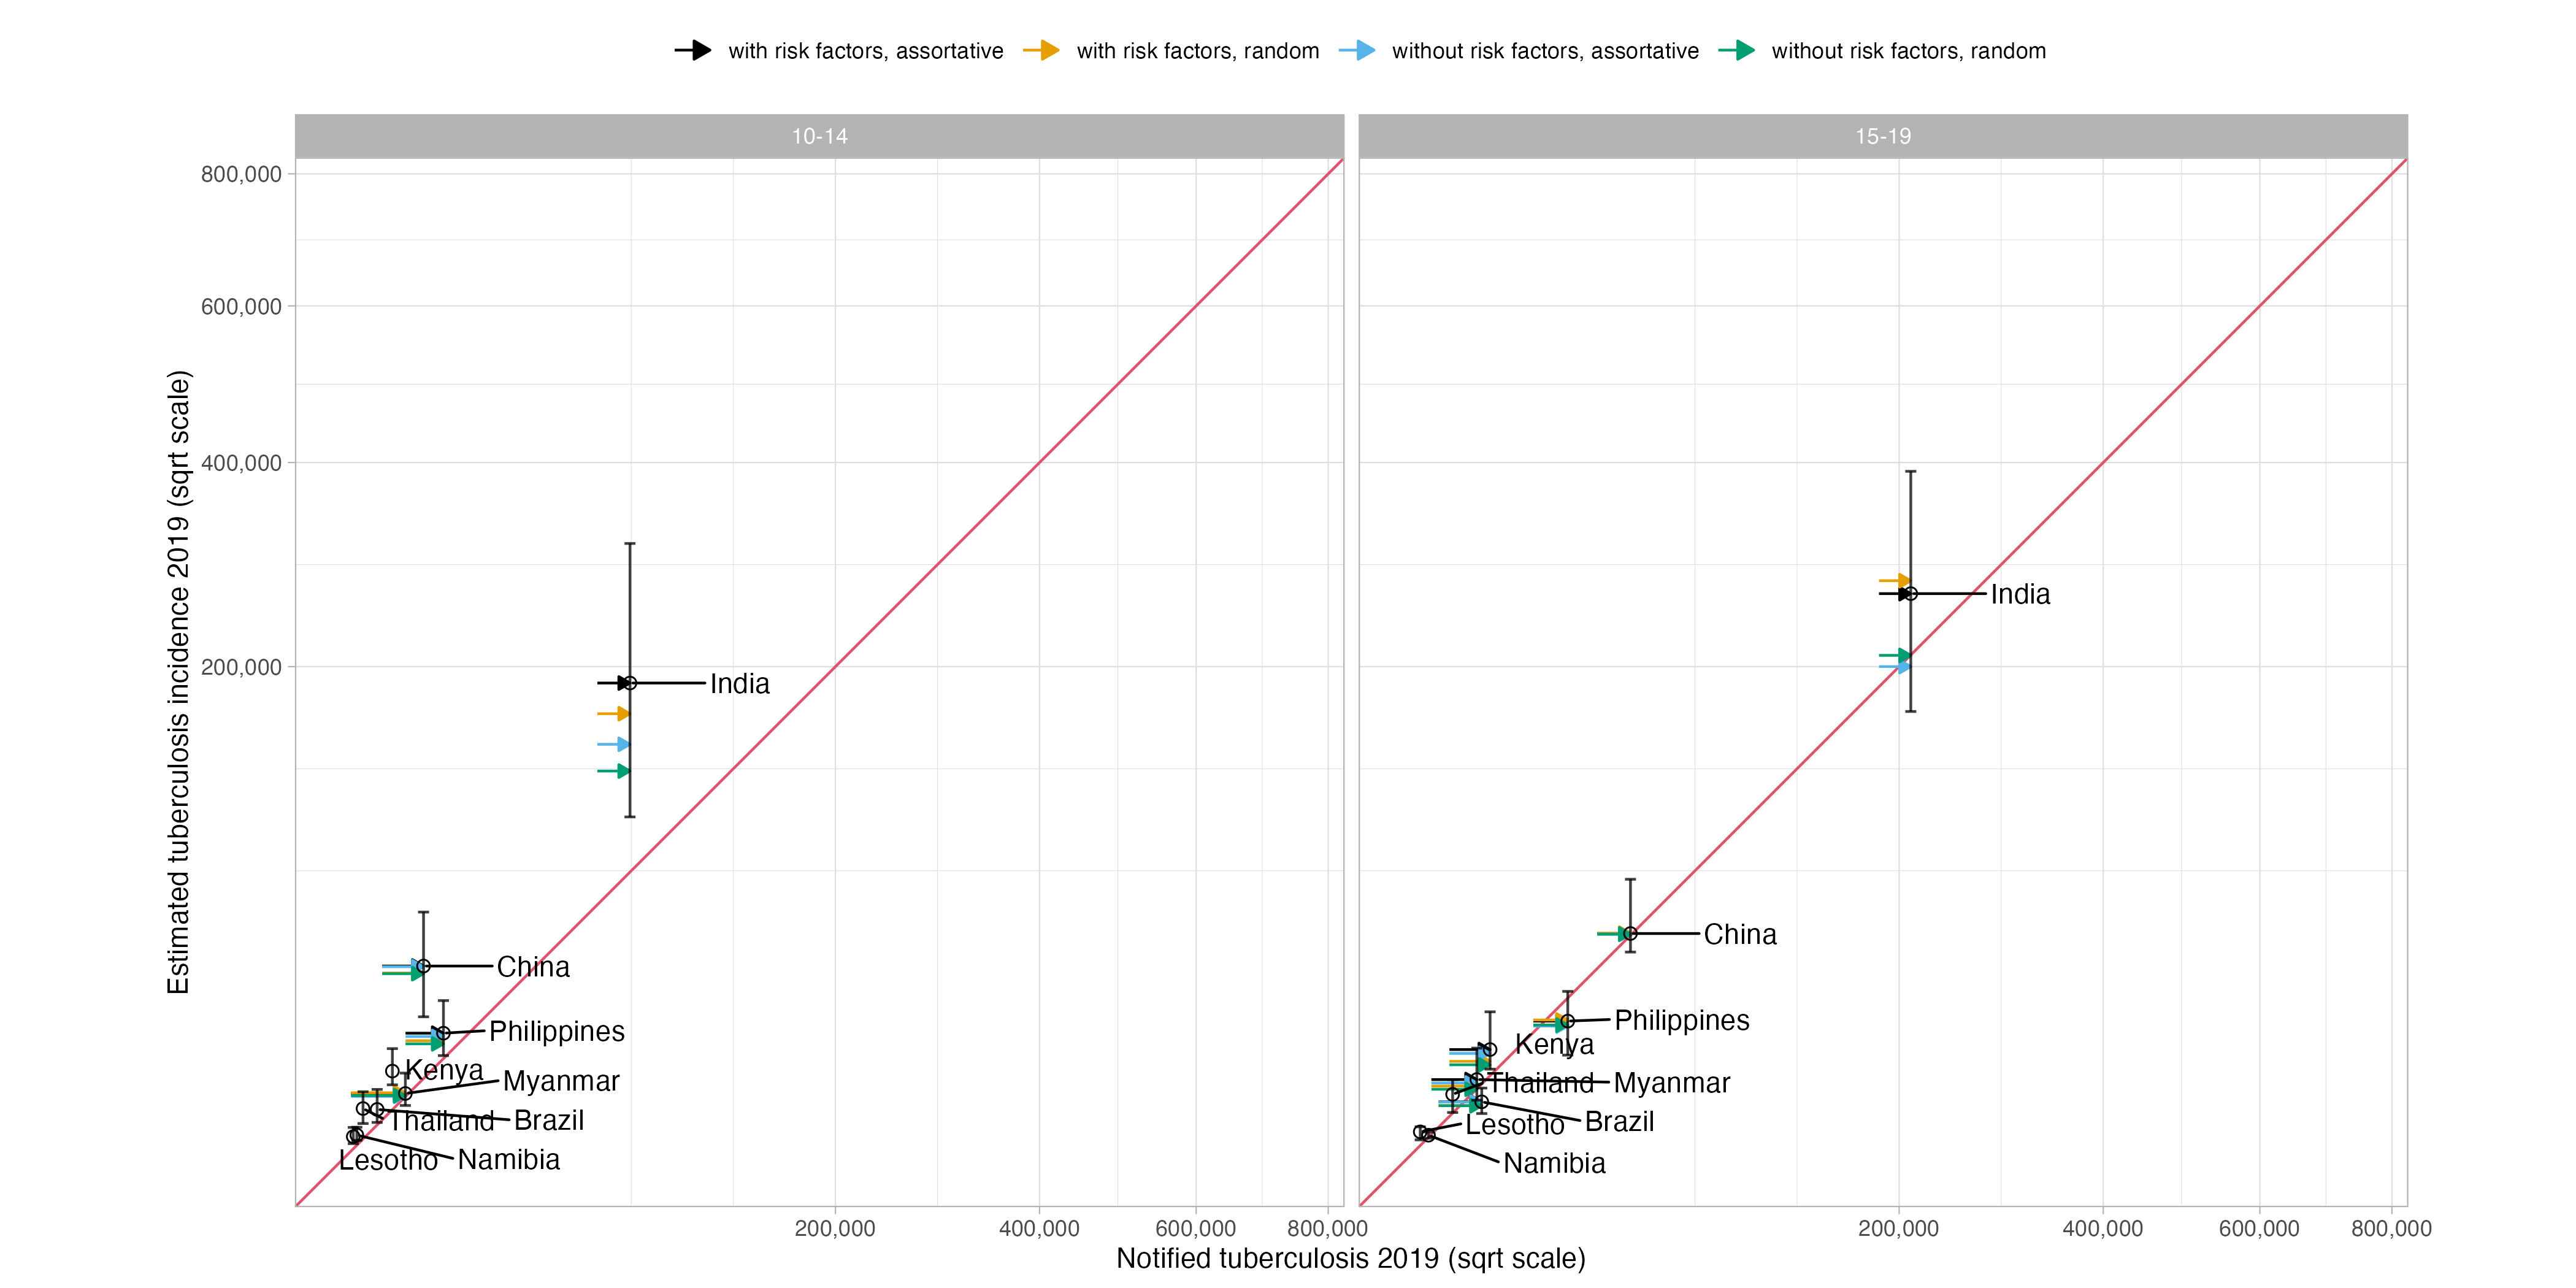 with risk factors, assortative with risk factors, random without risk factors, assortative without risk factors, random
10-14
15-19
Estimated tuberculosis incidence 2019 (sqrt scale)
800,000
600,000
400,000
200,000
India
China
Philippines
Kenya
Myanmar
Thailand
Brazil
Lesotho
Namibia
India
China
Philippines
Kenya
Thailand
Myanmar
Lesotho
Brazil
Namibia
200,000 400,000 600,000 800,000
200,000 400,000 600,000 800,000
Notified tuberculosis 2019 (sqrt scale)